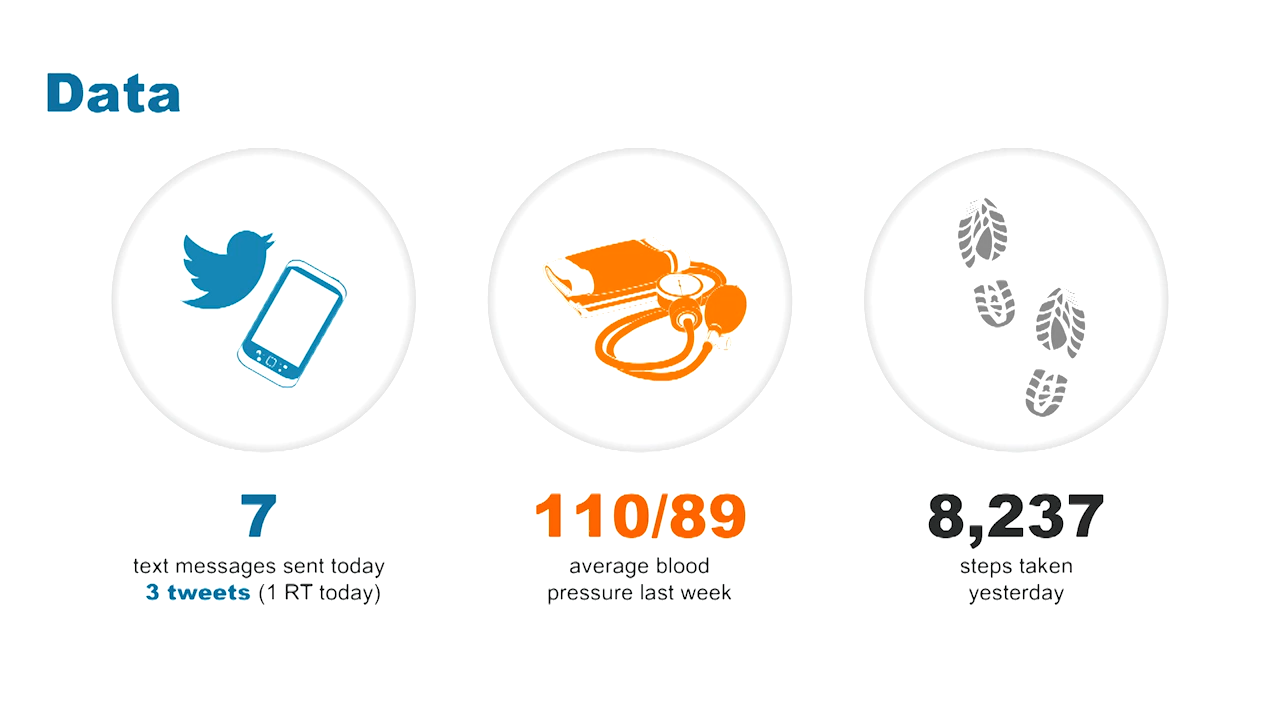 Data
7
text messages sent today
3 tweets (1 RT today)
110/89
average blood
pressure last week
8,237
steps taken
yesterday